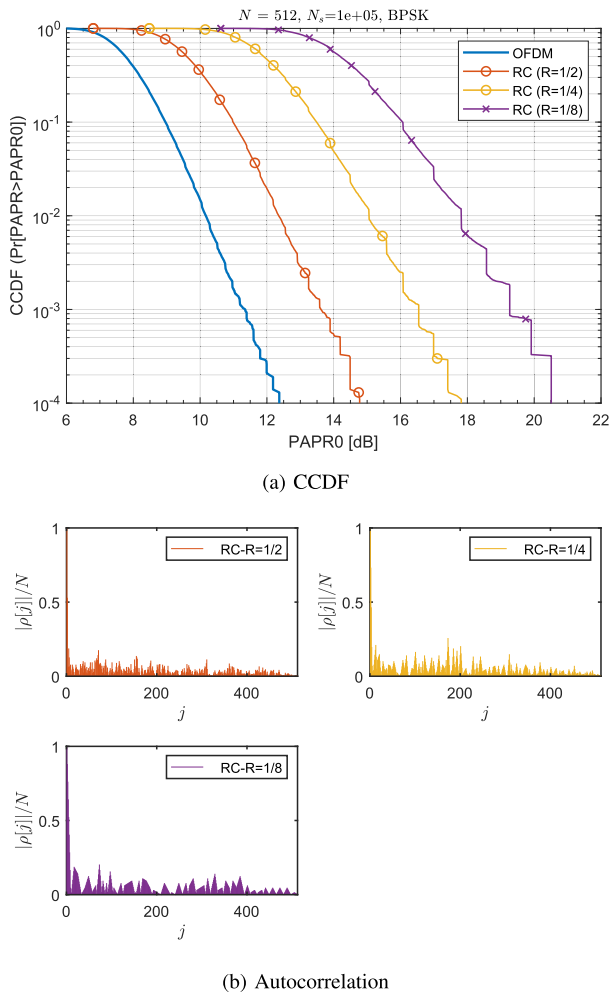 N = 512, N_s=1e+05, BPSK
CCDF (Pr[PAPR>PAPR0])
10^0
10^-1
10^-2
10^-3
10^-4
OFDM
RC (R=1/2)
RC (R=1/4)
RC (R=1/8)
6 8 10 12 14 16 18 20 22
PAPR0 [dB]
(a) CCDF
|ρ[j]|/N
1
0.5
0
RC-R=1/2
0 200 400
j
|ρ[j]|/N
1
0.5
0
RC-R=1/4
0 200 400
j
|ρ[j]|/N
1
0.5
0
RC-R=1/8
0 200 400
j
(b) Autocorrelation